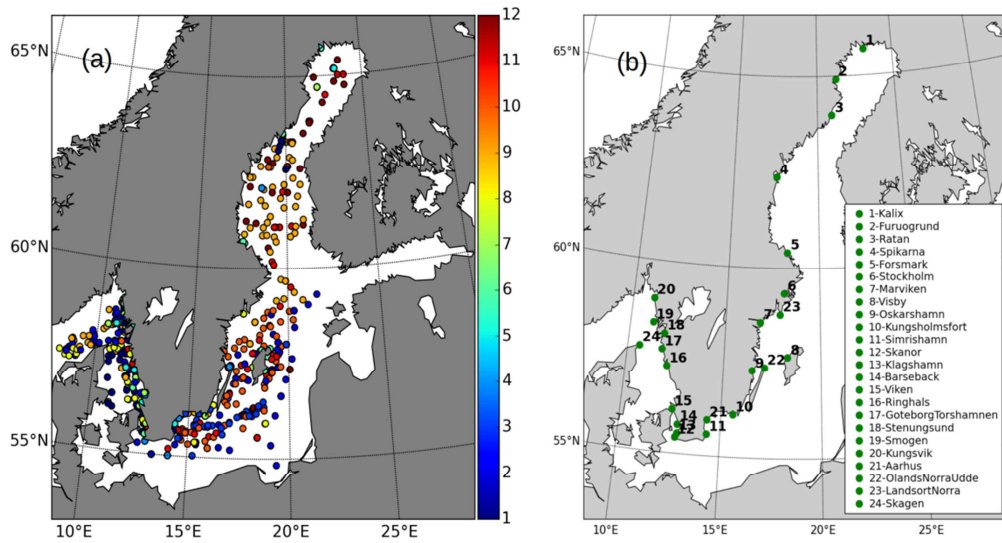 (a)
65°N
60°N
55°N
10°E 15°E 20°E 25°E
12
11
10
9
8
7
6
5
4
3
2
1
(b)
65°N
60°N
55°N
10°E 15°E 20°E 25°E
1
2
3
4
5
6
23
7
8
22
9
10
20
19
18
24
17
16
15
14
13
12
21
11
1-Kalix
2-Furuogrund
3-Ratan
4-Spikarna
5-Forsmark
6-Stockholm
7-Marviken
8-Visby
9-Oskarshamn
10-Kungsholmsfort
11-Simrishamn
12-Skanor
13-Klagshamn
14-Barseback
15-Viken
16-Ringhals
17-GoteborgTorshamnen
18-Stenungsund
19-Smogen
20-Kungsvik
21-Aarhus
22-OlandsNorraUdde
23-LandsortNorra
24-Skagen